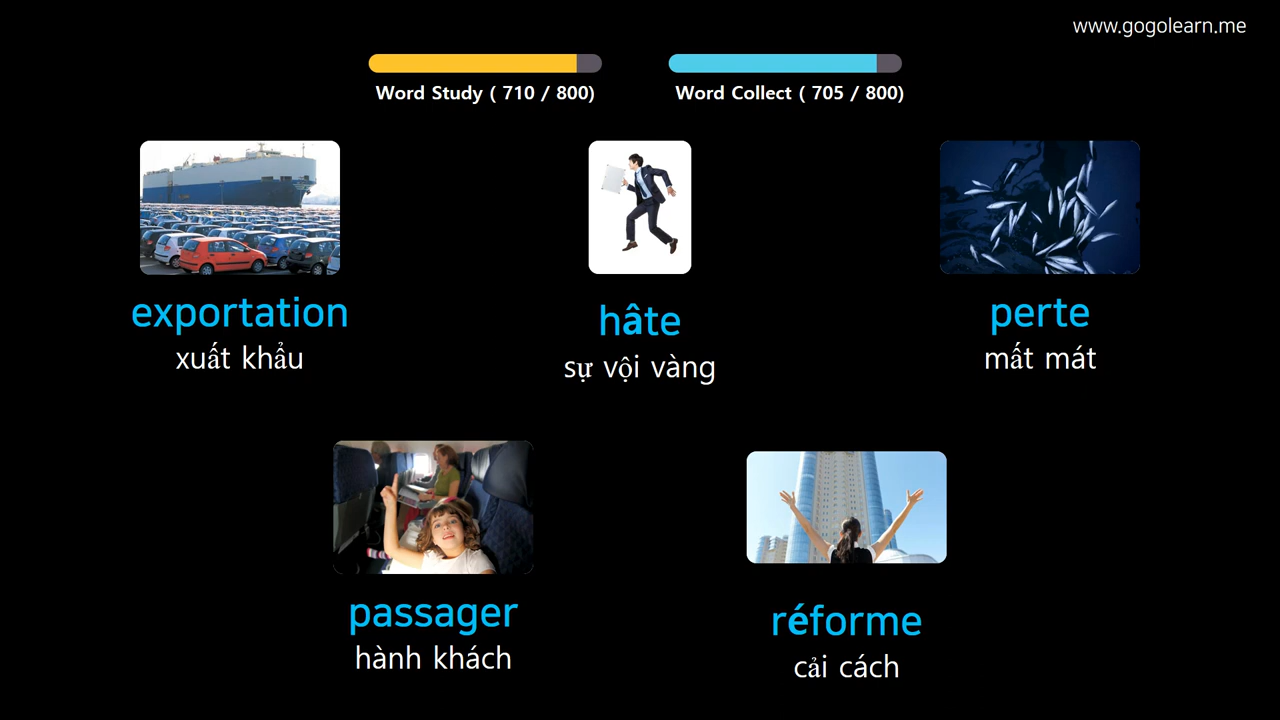 www.gogolearn.me
Word Study ( 710 / 800)
Word Collect ( 705 / 800)
exportation
xuất khẩu
hâte
sự vội vàng
perte
mất mát
passager
hành khách
réforme
cải cách